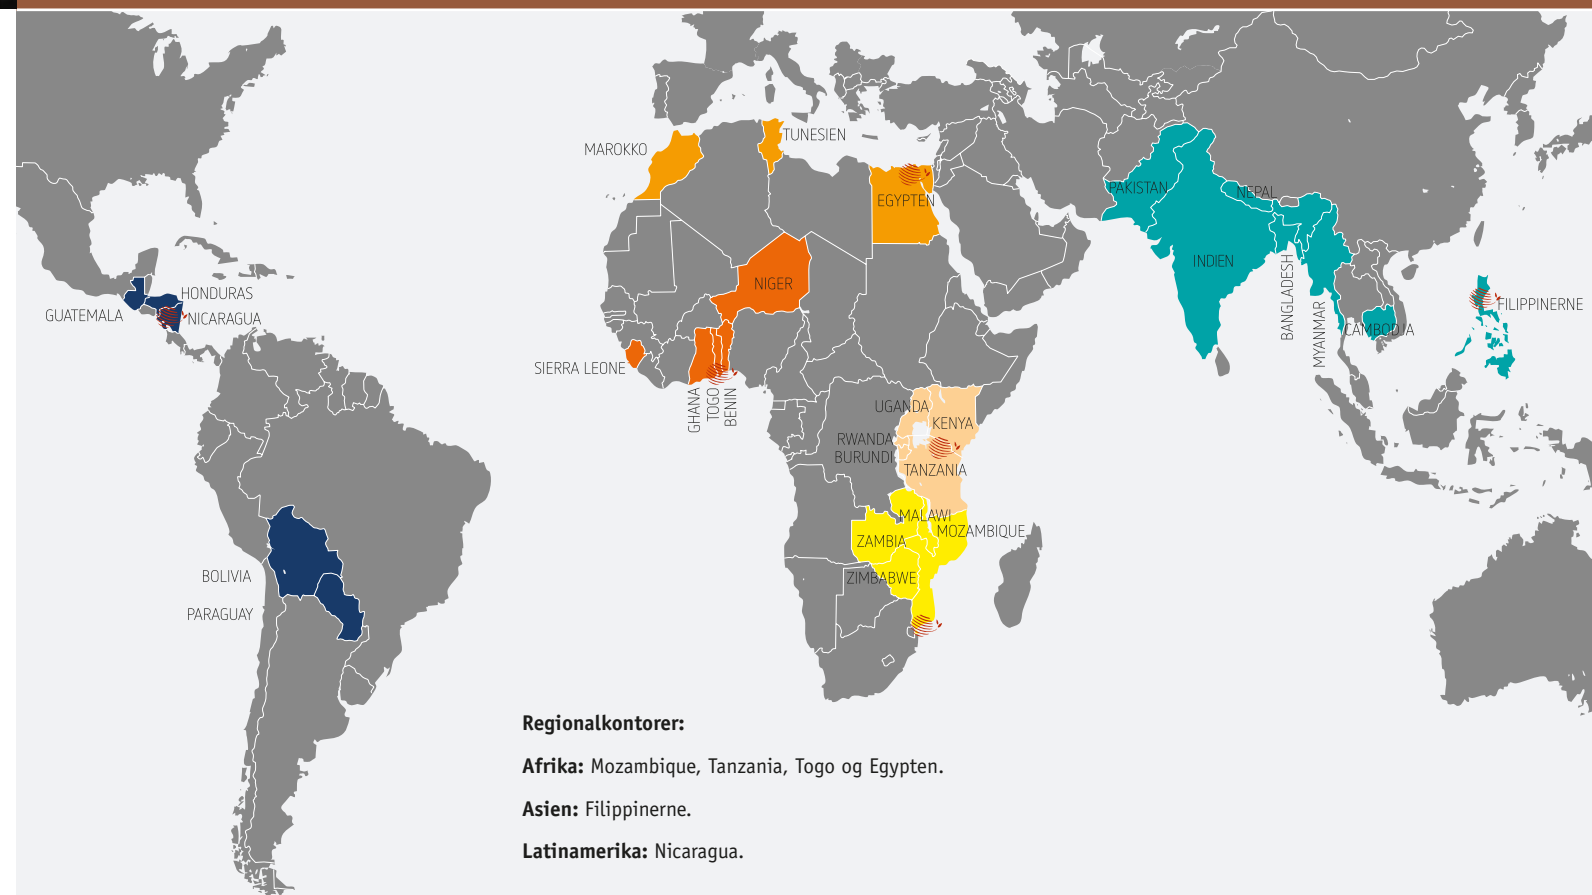 MAROKKO
TUNESIEN
EGYPTEN
PAKISTAN
NEPAL
INDIEN
BANGLADESH
MYANMAR
CAMBODJA
FILIPPINERNE
HONDURAS
GUATEMALA
NICARAGUA
NIGER
SIERRA LEONE
GHANA
TOGO
BENIN
UGANDA
KENYA
RWANDA
BURUNDI
TANZANIA
MALAWI
MOZAMBIQUE
ZAMBIA
ZIMBABWE
BOLIVIA
PARAGUAY
Regionalkontorer:
Afrika: Mozambique, Tanzania, Togo og Egypten.
Asien: Filippinerne.
Latinamerika: Nicaragua.